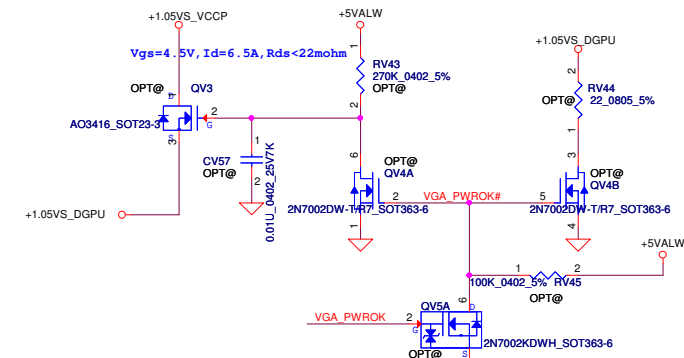 +1.05VS_VCCP
+5VALW
+1.05VS_DGPU
Vgs=4.5V,Id=6.5A,Rds<22mohm
1
RV43
270K_0402_5%
OPT@
2
2
RV44
22_0805_5%
OPT@
1
OPT@
QV3
D
1
2
G
S
3
AO3416_SOT23-3
1
CV57
OPT@
2
0.01U_0402_25V7K
6
OPT@
QV4A
2
1
2N7002DW-T/R7_SOT363-6
VGA_PWROK#
3
OPT@
QV4B
5
4
2N7002DW-T/R7_SOT363-6
+1.05VS_DGPU
+5VALW
1
2
100K_0402_5%
RV45
OPT@
6
QV5A
D
VGA_PWROK
2
G
S
2N7002KDWH_SOT363-6
OPT@